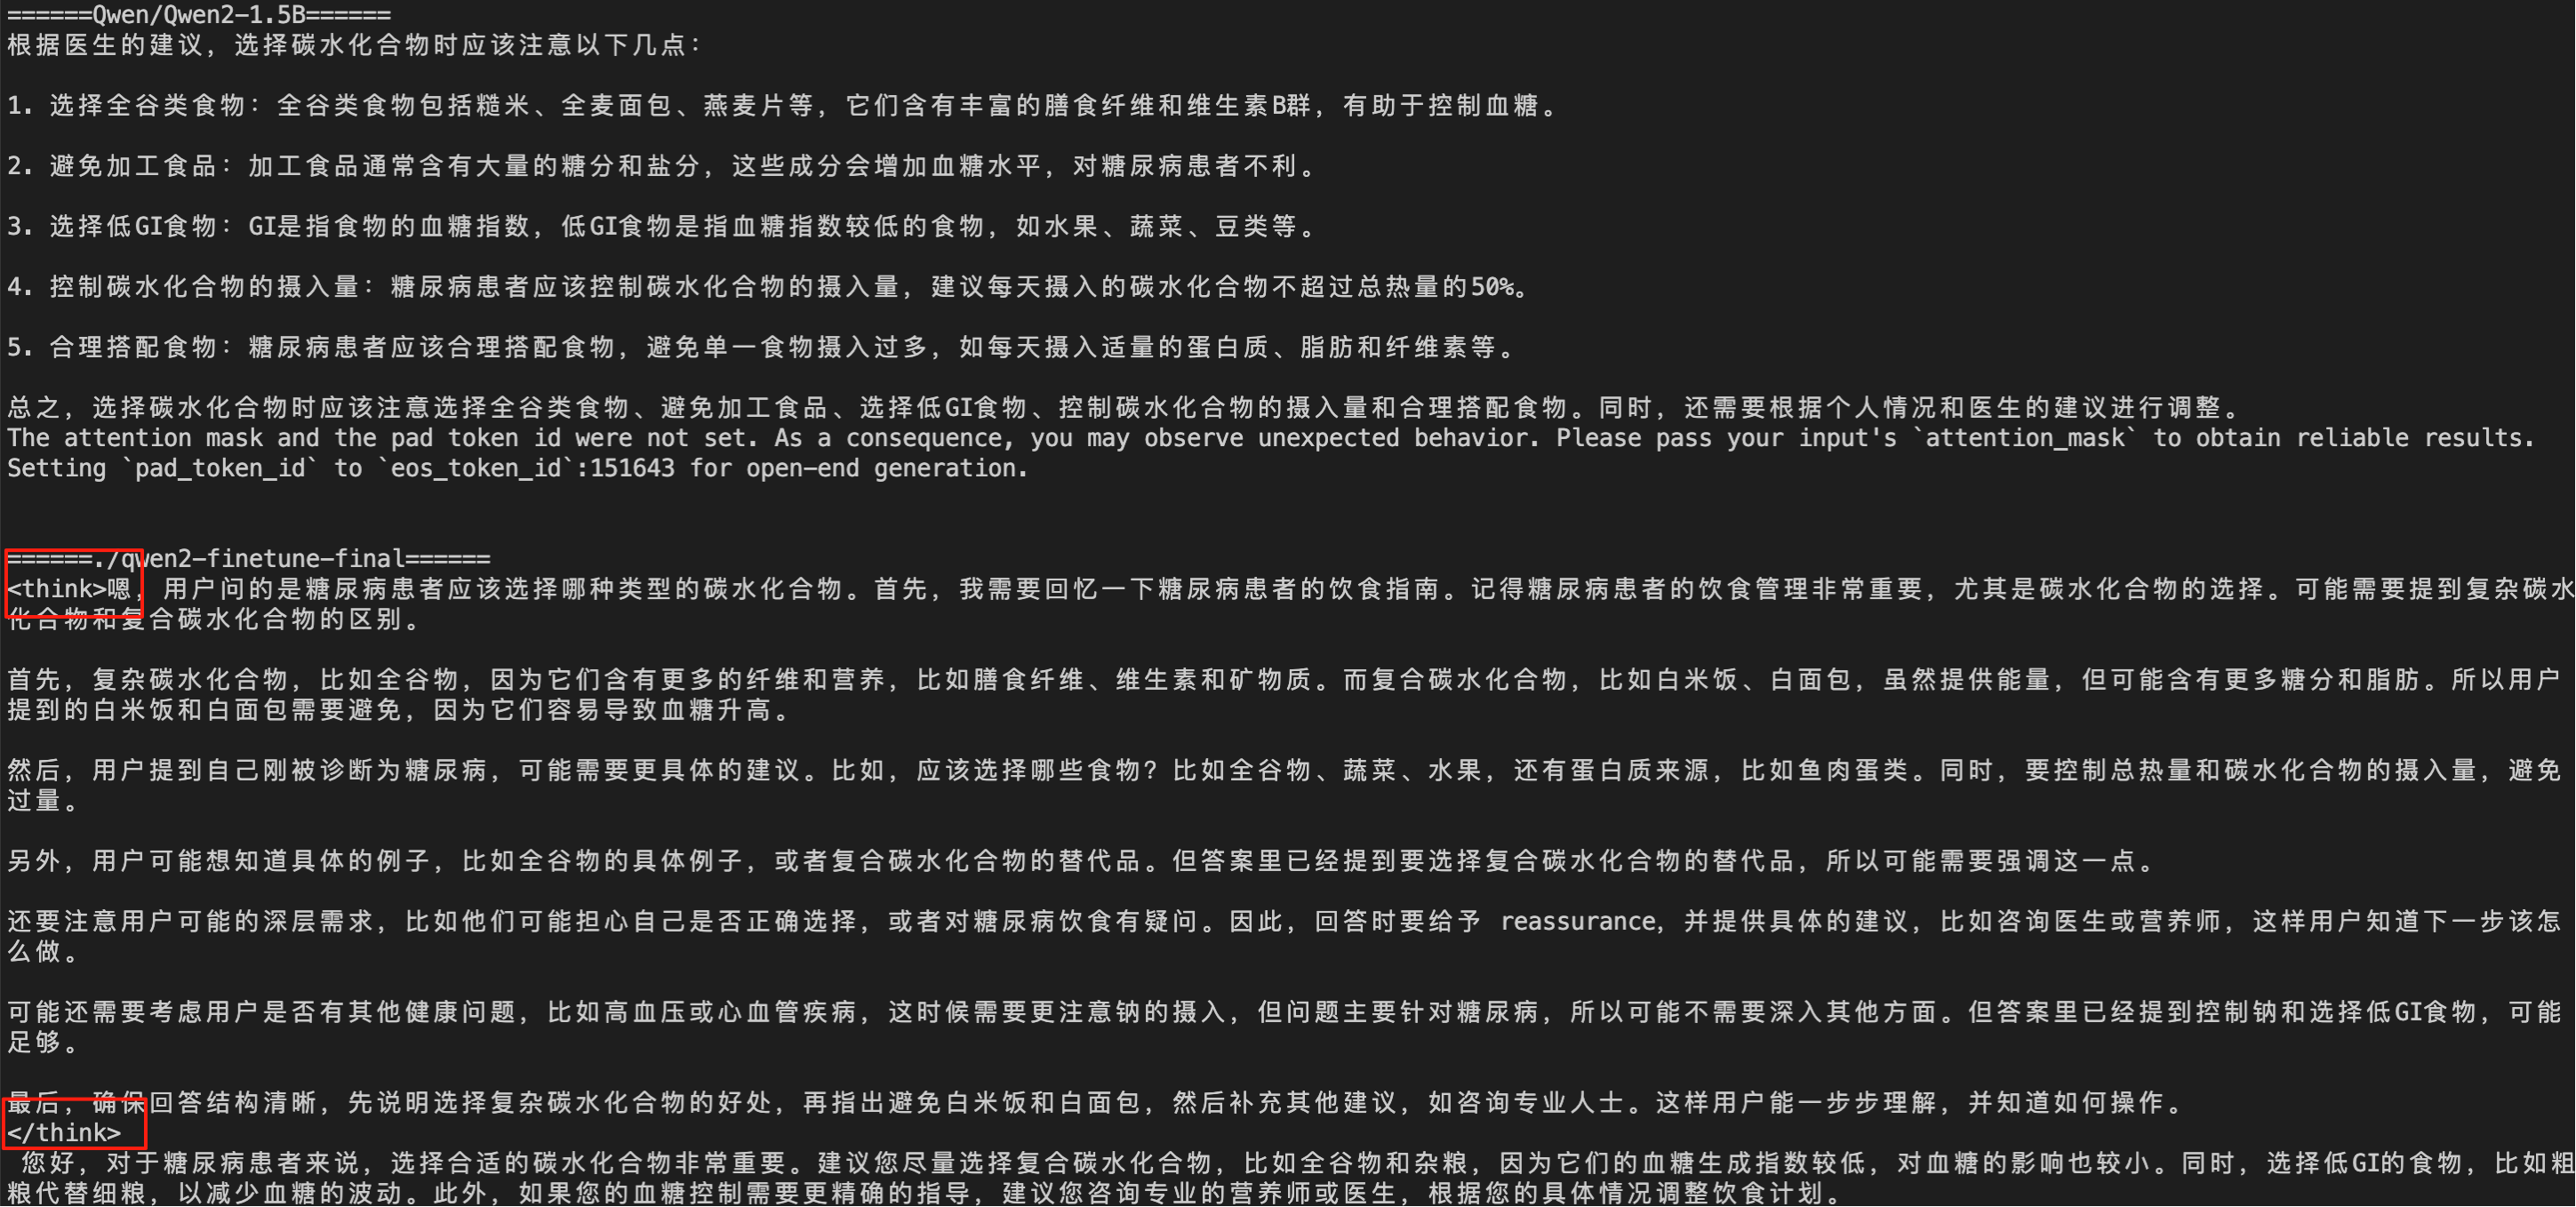 ======Qwen/Qwen2-1.5B======
根据医生的建议，选择碳水化合物时应该注意以下几点：
1. 选择全谷类食物：全谷类食物包括糙米、全麦面包、燕麦片等，它们含有丰富的膳食纤维和维生素B群，有助于控制血糖。
2. 避免加工食品：加工食品通常含有大量的糖分和盐分，这些成分会增加血糖水平，对糖尿病患者不利。
3. 选择低GI食物：GI是指食物的血糖指数，低GI食物是指血糖指数较低的食物，如水果、蔬菜、豆类等。
4. 控制碳水化合物的摄入量：糖尿病患者应该控制碳水化合物的摄入量，建议每天摄入的碳水化合物不超过总热量的50%。
5. 合理搭配食物：糖尿病患者应该合理搭配食物，避免单一食物摄入过多，如每天摄入适量的蛋白质、脂肪和纤维素等。
总之，选择碳水化合物时应该注意选择全谷类食物、避免加工食品、选择低GI食物、控制碳水化合物的摄入量和合理搭配食物。同时，还需要根据个人情况和医生的建议进行调整。
The attention mask and the pad token id were not set. As a consequence, you may observe unexpected behavior. Please pass your input's `attention_mask` to obtain reliable results.
Setting `pad_token_id` to `eos_token_id`:151643 for open-end generation.
======./qwen2-finetune-final======
<think>嗯，用户问的是糖尿病患者应该选择哪种类型的碳水化合物。首先，我需要回忆一下糖尿病患者的饮食指南。记得糖尿病患者的饮食管理非常重要，尤其是碳水化合物的选择。可能需要提到复杂碳水
化合物和复合碳水化合物的区别。
首先，复杂碳水化合物，比如全谷物，因为它们含有更多的纤维和营养，比如膳食纤维、维生素和矿物质。而复合碳水化合物，比如白米饭、白面包，虽然提供能量，但可能含有更多糖分和脂肪。所以用户
提到的白米饭和白面包需要避免，因为它们容易导致血糖升高。
然后，用户提到自己刚被诊断为糖尿病，可能需要更具体的建议。比如，应该选择哪些食物？比如全谷物、蔬菜、水果，还有蛋白质来源，比如鱼肉蛋类。同时，要控制总热量和碳水化合物的摄入量，避免
过量。
另外，用户可能想知道具体的例子，比如全谷物的具体例子，或者复合碳水化合物的替代品。但答案里已经提到要选择复合碳水化合物的替代品，所以可能需要强调这一点。
还要注意用户可能的深层需求，比如他们可能担心自己是否正确选择，或者对糖尿病饮食有疑问。因此，回答时要给予 reassurance，并提供具体的建议，比如咨询医生或营养师，这样用户知道下一步该怎
么做。
可能还需要考虑用户是否有其他健康问题，比如高血压或心血管疾病，这时候需要更注意钠的摄入，但问题主要针对糖尿病，所以可能不需要深入其他方面。但答案里已经提到控制钠和选择低GI食物，可能
足够。
最后，确保回答结构清晰，先说明选择复杂碳水化合物的好处，再指出避免白米饭和白面包，然后补充其他建议，如咨询专业人士。这样用户能一步步理解，并知道如何操作。
</think>
您好，对于糖尿病患者来说，选择合适的碳水化合物非常重要。建议您尽量选择复合碳水化合物，比如全谷物和杂粮，因为它们的血糖生成指数较低，对血糖的影响也较小。同时，选择低GI的食物，比如粗
粮代替细粮，以减少血糖的波动。此外，如果您的血糖控制需要更精确的指导，建议您咨询专业的营养师或医生，根据您的具体情况调整饮食计划。